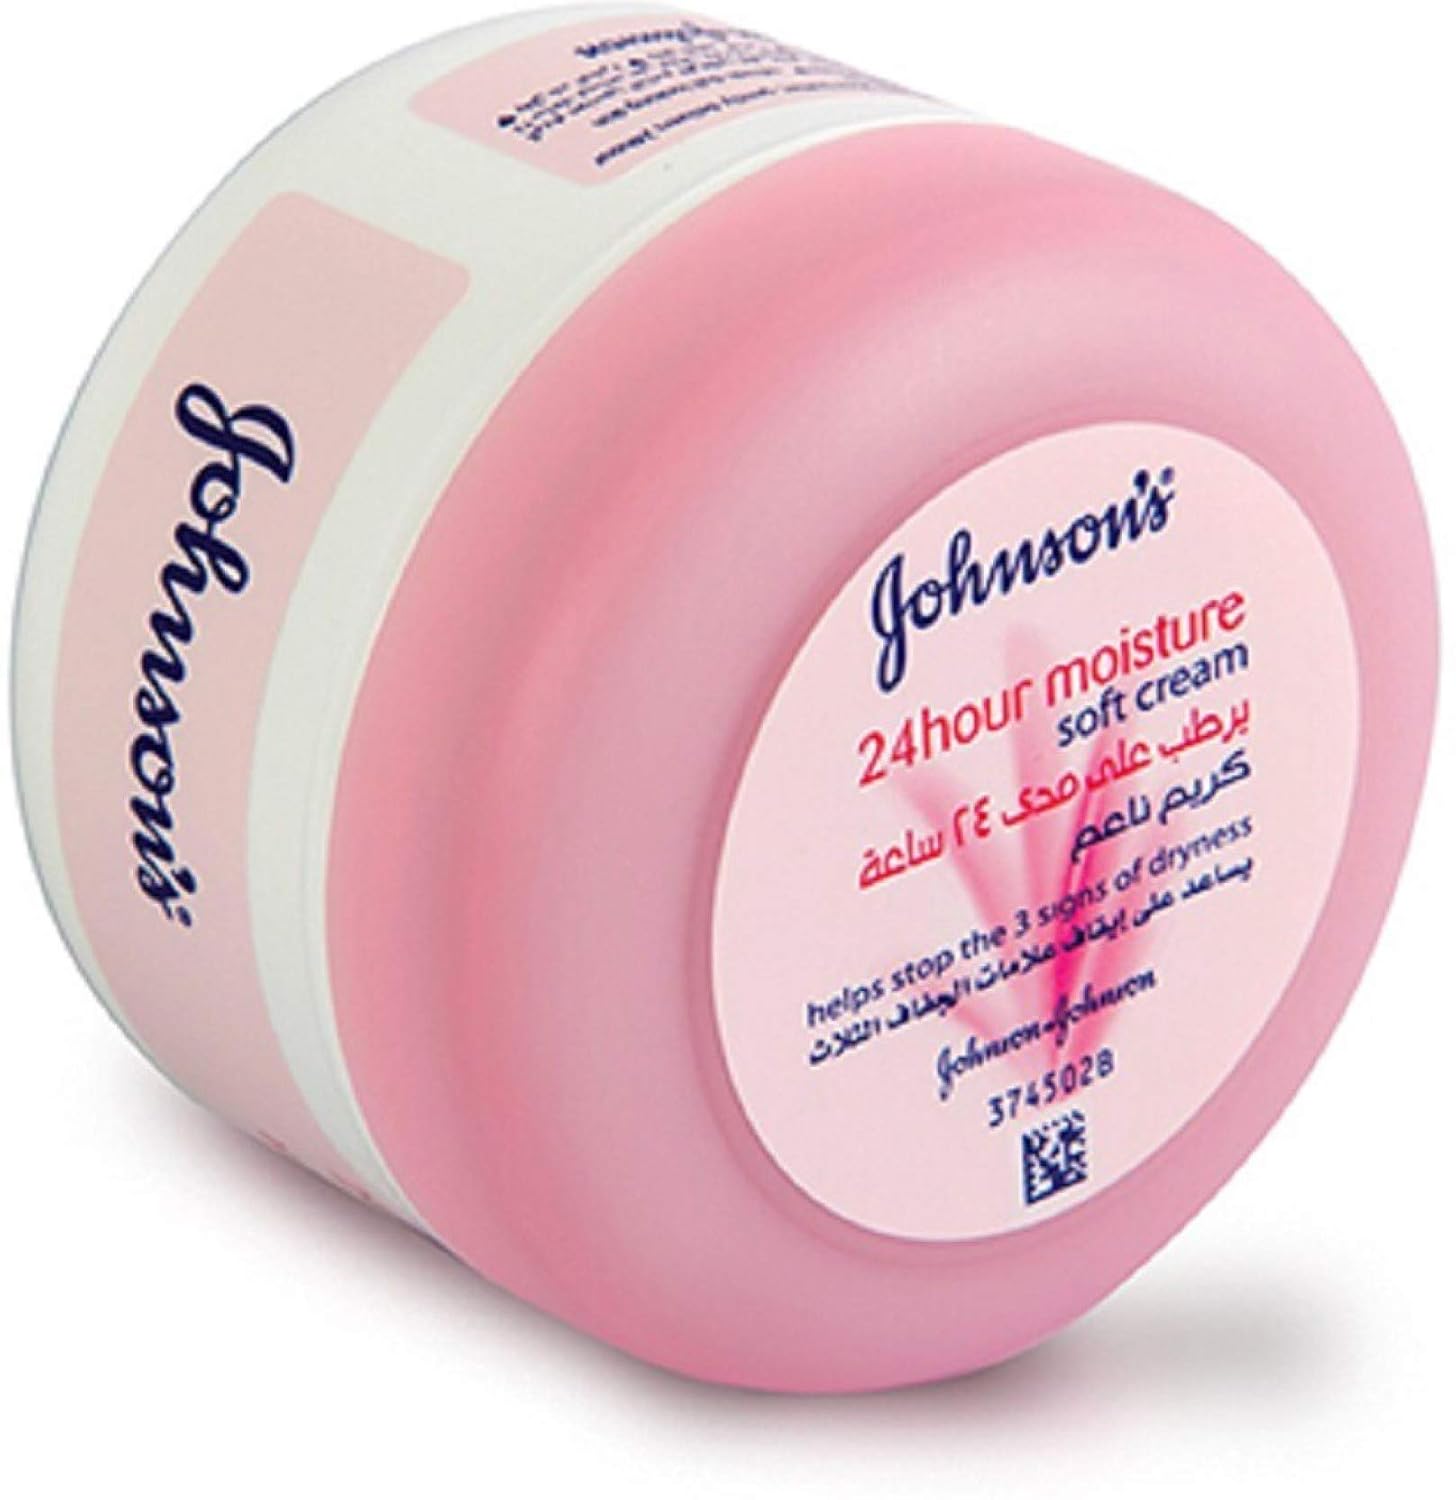 Johnson's®
24hour moisture
soft cream
يرطب على مدى ٢٤ ساعة
كريم ناعم
helps stop the 3 signs of dryness
يساعد على إيقاف علامات الجفاف الثلاث
Johnson & Johnson
3745028
Johnson's